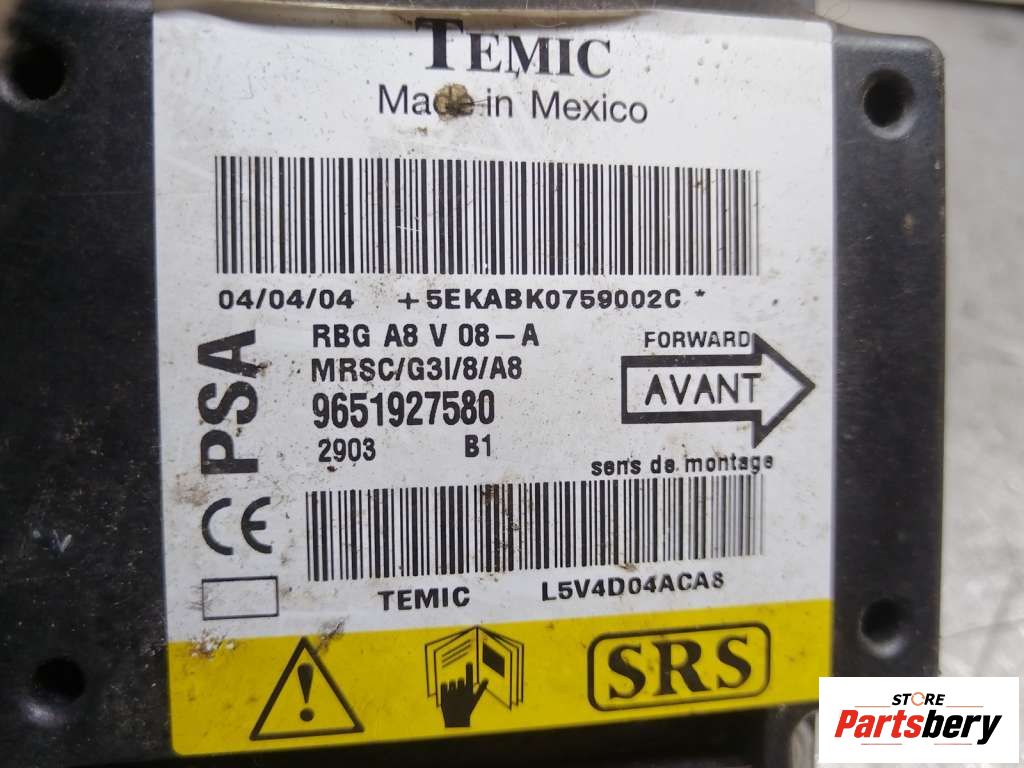 TEMIC
Made in Mexico
04/04/04 +5EKABK0759002C *
RBG A8 V 08-A
MRSC/G3I/8/A8
9651927580
2903 B1
PSA
CE
FORWARD
AVANT
sens de montage
TEMIC L5V4D04ACA8
SRS
STORE
Partsbery